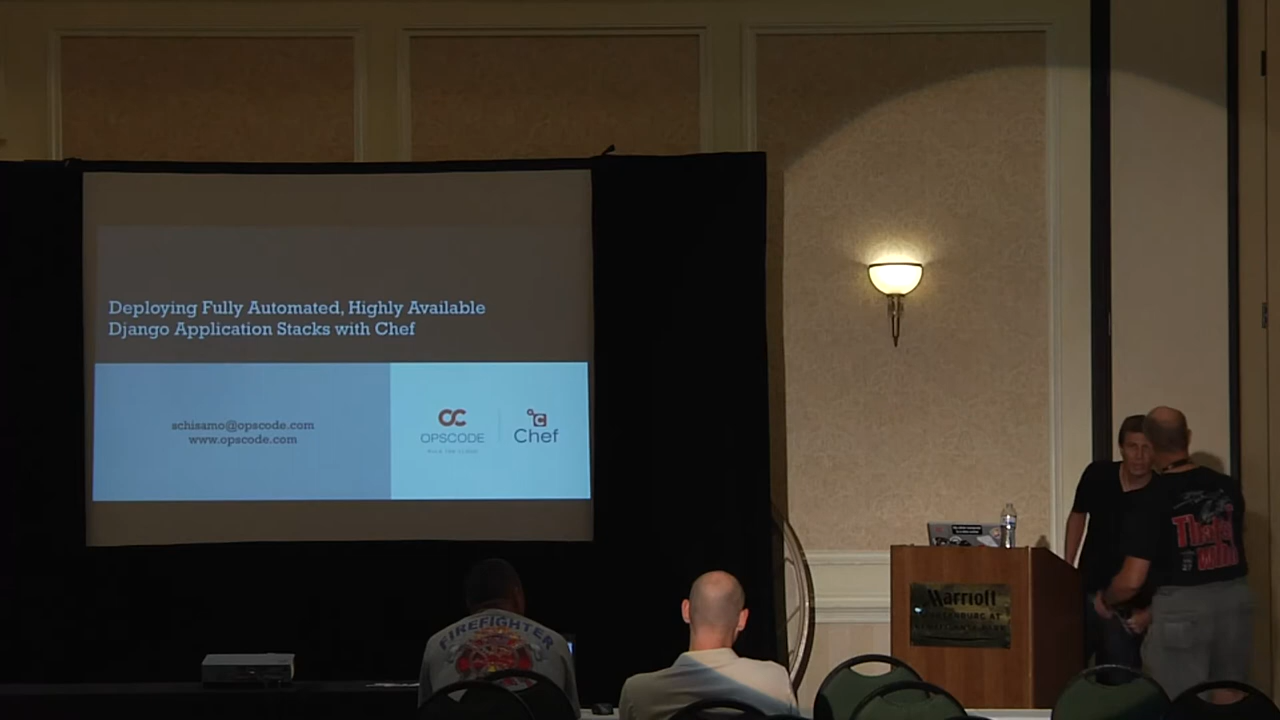 Deploying Fully Automated, Highly Available
Django Application Stacks with Chef
schisamo@opscode.com
www.opscode.com
OPSCODE
Chef
FIREFIGHTER
Marriott